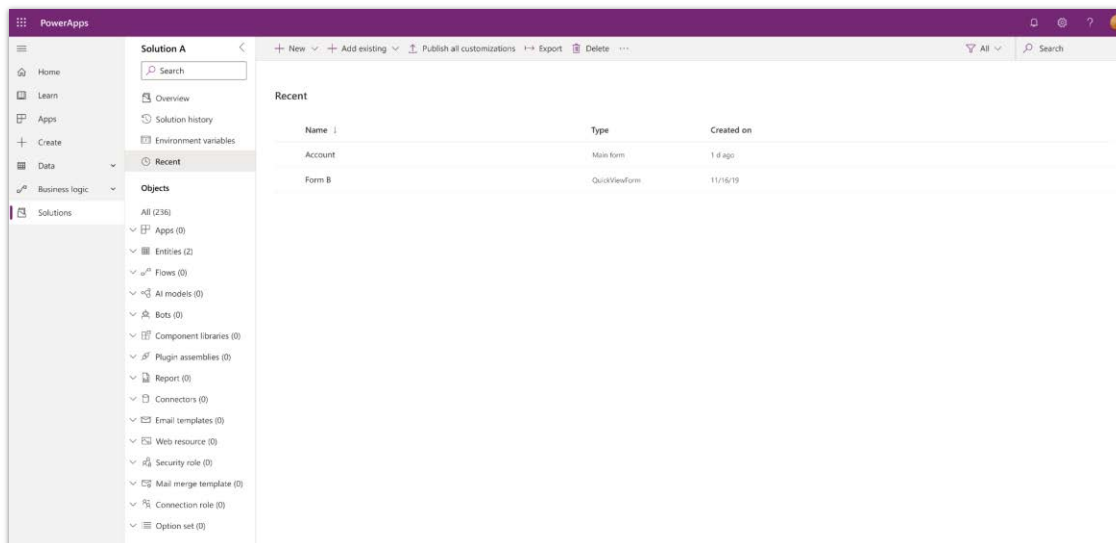 PowerApps
Home
Learn
Apps
Create
Data
Business logic
Solutions
Solution A
Search
Overview
Solution history
Environment variables
Recent
Objects
All (236)
Apps (0)
Entities (2)
Flows (0)
AI models (0)
Bots (0)
Component libraries (0)
Plugin assemblies (0)
Report (0)
Connectors (0)
Email templates (0)
Web resource (0)
Security role (0)
Mail merge template (0)
Connection role (0)
Option set (0)
New Add existing Publish all customizations Export Delete ... All Search
Recent
Name ↓ Type Created on
Account Main form 1 d ago
Form B QuickViewForm 11/16/19